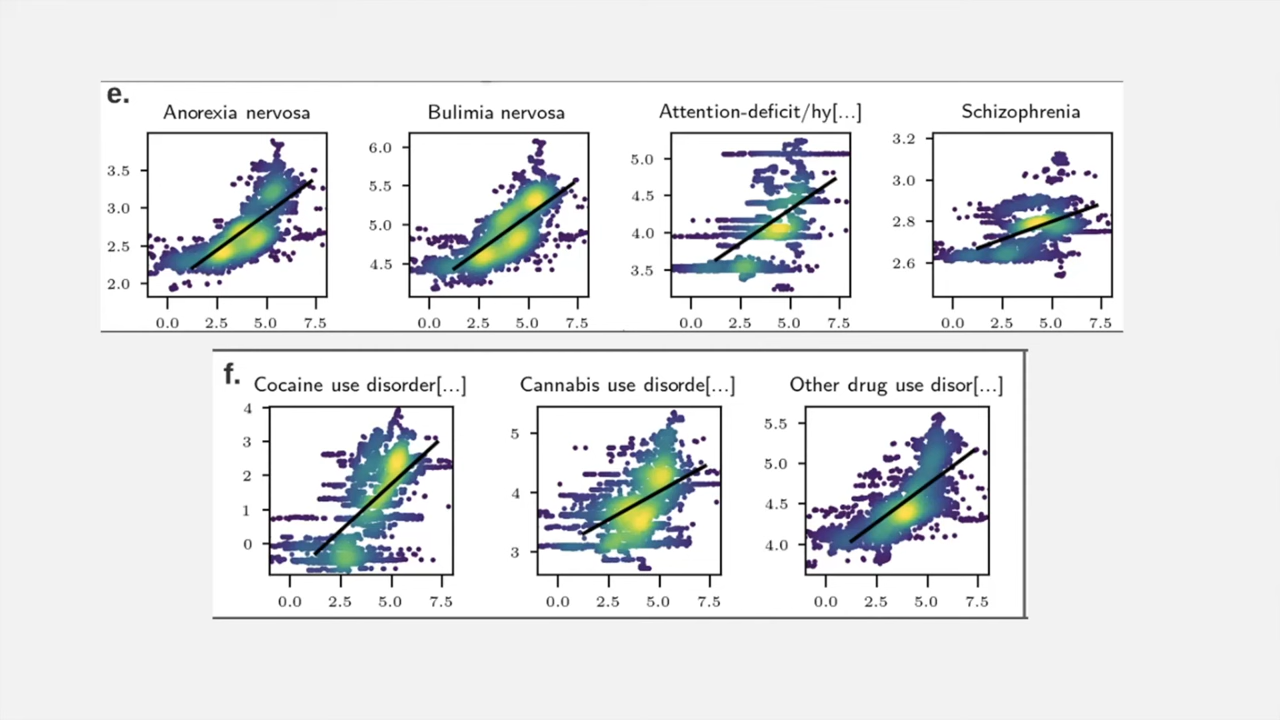 e.
Anorexia nervosa
Bulimia nervosa
Attention-deficit/hy[...]
Schizophrenia
3.5
3.0
2.5
2.0
0.0 2.5 5.0 7.5
6.0
5.5
5.0
4.5
0.0 2.5 5.0 7.5
5.0
4.5
4.0
3.5
0.0 2.5 5.0 7.5
3.2
3.0
2.8
2.6
0.0 2.5 5.0 7.5
f.
Cocaine use disorder[...]
Cannabis use disorde[...]
Other drug use disor[...]
4
3
2
1
0
0.0 2.5 5.0 7.5
5
4
3
0.0 2.5 5.0 7.5
5.5
5.0
4.5
4.0
0.0 2.5 5.0 7.5